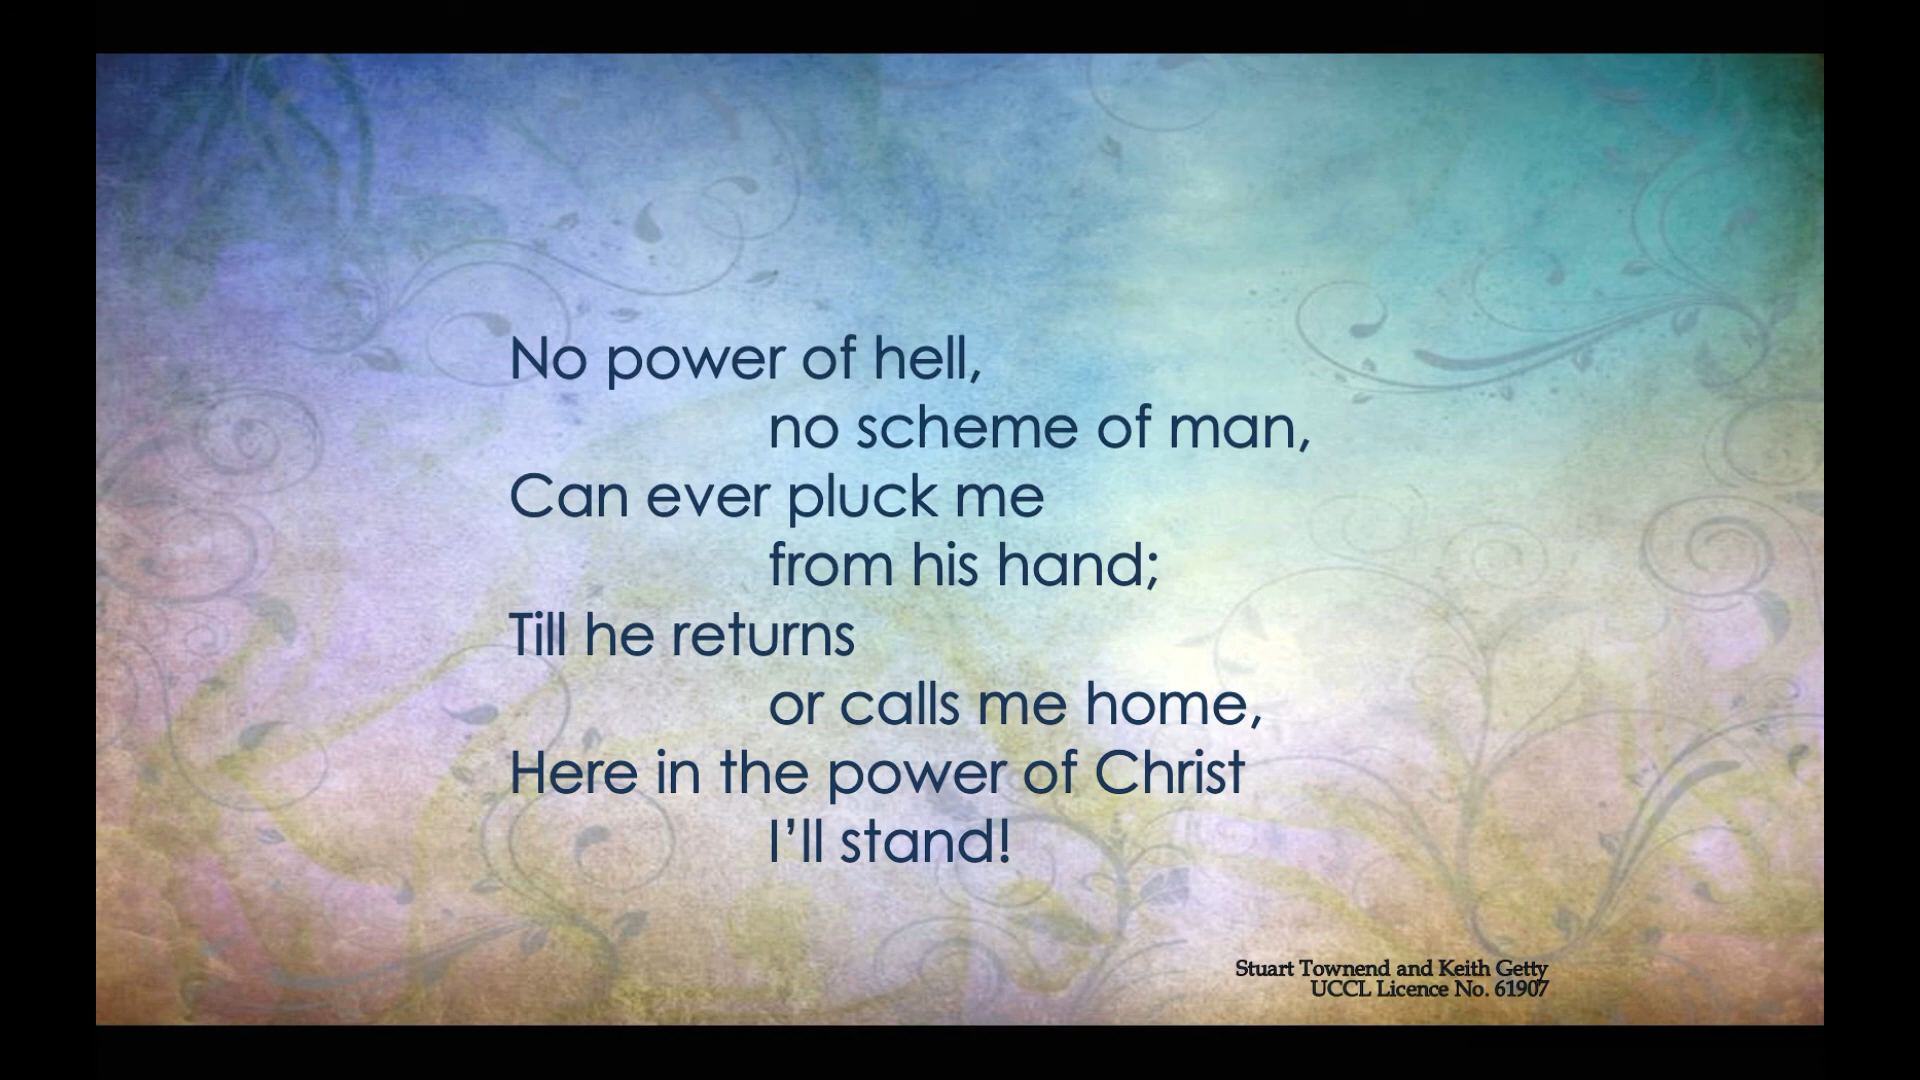 No power of hell,
no scheme of man,
Can ever pluck me
from his hand;
Till he returns
or calls me home,
Here in the power of Christ
I’ll stand!
Stuart Townend and Keith Getty
UCCL Licence No. 61907